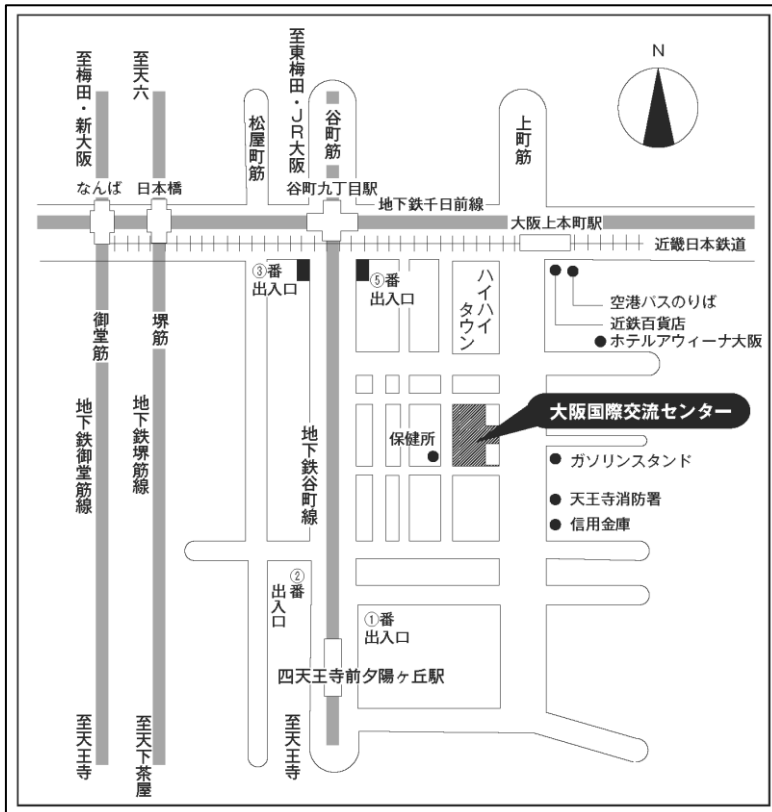 至梅田・新大阪
至天六
至東梅田・JR大阪
谷町筋
松屋町筋
上町筋
N
なんば
日本橋
谷町九丁目駅
地下鉄千日前線
大阪上本町駅
近畿日本鉄道
③番
出入口
⑤番
出入口
ハイハイ
タウン
空港バスのりば
近鉄百貨店
ホテルアウィーナ大阪
御堂筋
堺筋
大阪国際交流センター
保健所
地下鉄御堂筋線
地下鉄堺筋線
地下鉄谷町線
ガソリンスタンド
天王寺消防署
信用金庫
②番
出入口
①番
出入口
四天王寺前夕陽ヶ丘駅
至天王寺
至天下茶屋
至天王寺